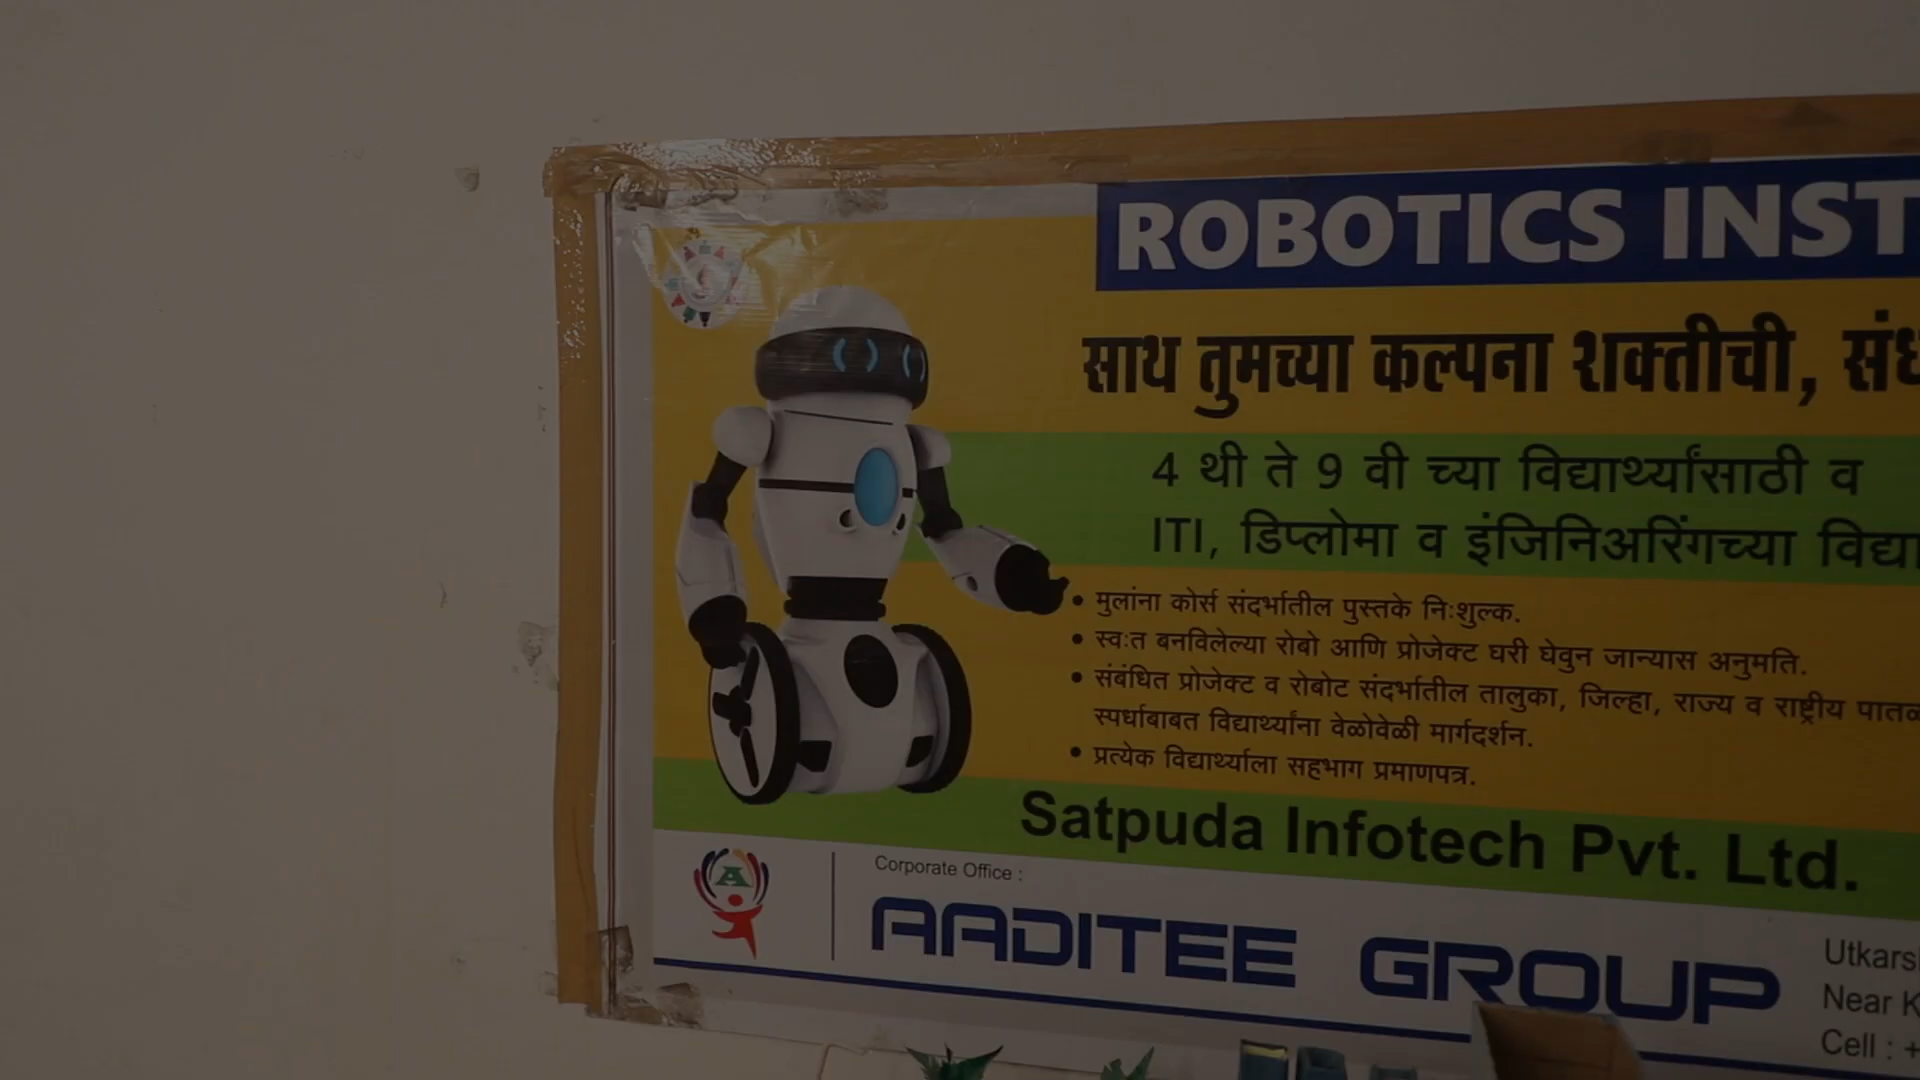 ROBOTICS INST
साथ तुमच्या कल्पना शक्तीची,
4 थी ते 9 वी च्या विद्यार्थ्यांसाठी व
ITI, डिप्लोमा व इंजिनिअरिंगच्या विद्या
• मुलांना कोर्स संदर्भातील पुस्तके निःशुल्क.
• स्वःत बनविलेल्या रोबो आणि प्रोजेक्ट घरी घेवुन जान्यास अनुमति.
• संबंधित प्रोजेक्ट व रोबोट संदर्भातील तालुका, जिल्हा, राज्य व राष्ट्रीय
स्पर्धाबाबत विद्यार्थ्यांना वेळोवेळी मार्गदर्शन.
• प्रत्येक विद्यार्थ्याला सहभाग प्रमाणपत्र.
Satpuda Infotech Pvt. Ltd.
A
Corporate Office :
AADITEE GROUP
Utkars
Near K
Cell : +